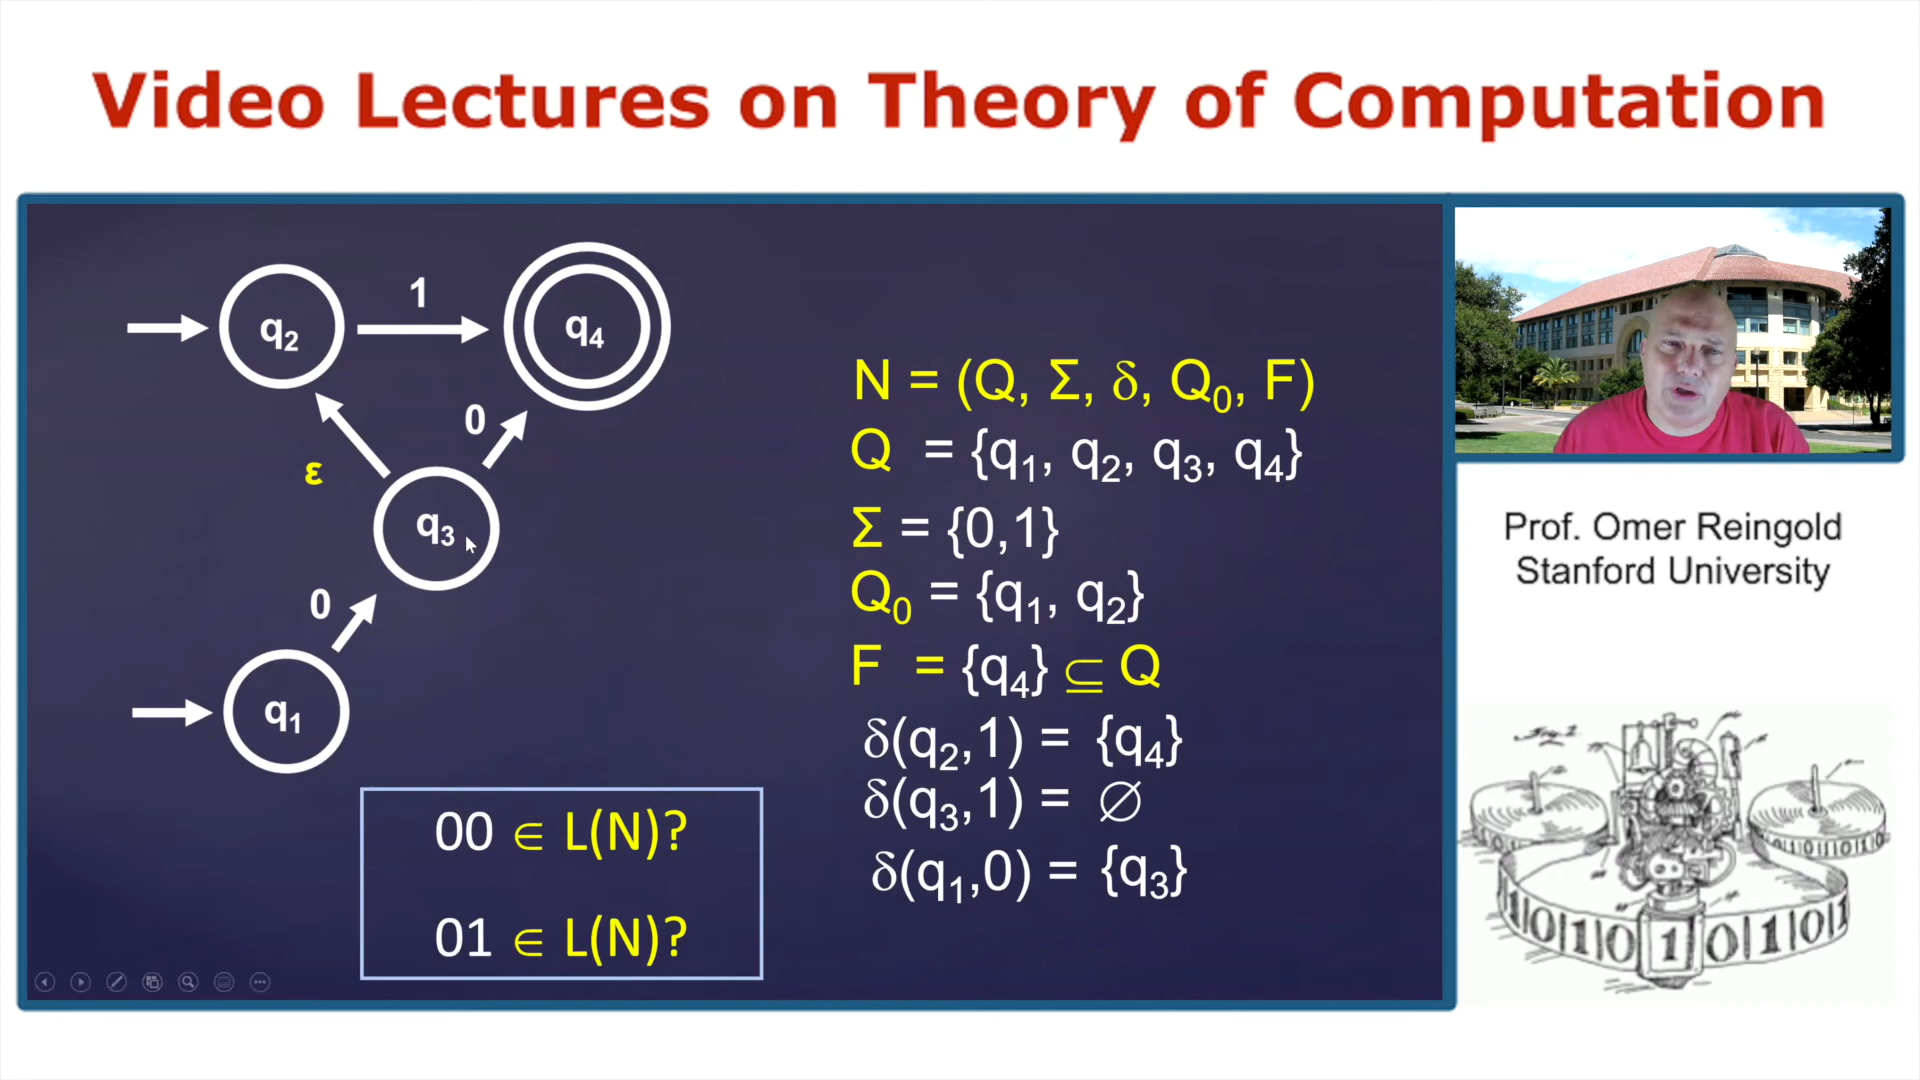 Video Lectures on Theory of Computation
q2
1
q4
ε
0
q3
0
q1
00 ∈ L(N)?
01 ∈ L(N)?
N = (Q, Σ, δ, Q₀, F)
Q = {q₁, q₂, q₃, q₄}
Σ = {0,1}
Q₀ = {q₁, q₂}
F = {q₄} ⊆ Q
δ(q₂,1) = {q₄}
δ(q₃,1) = ∅
δ(q₁,0) = {q₃}
Prof. Omer Reingold
Stanford University